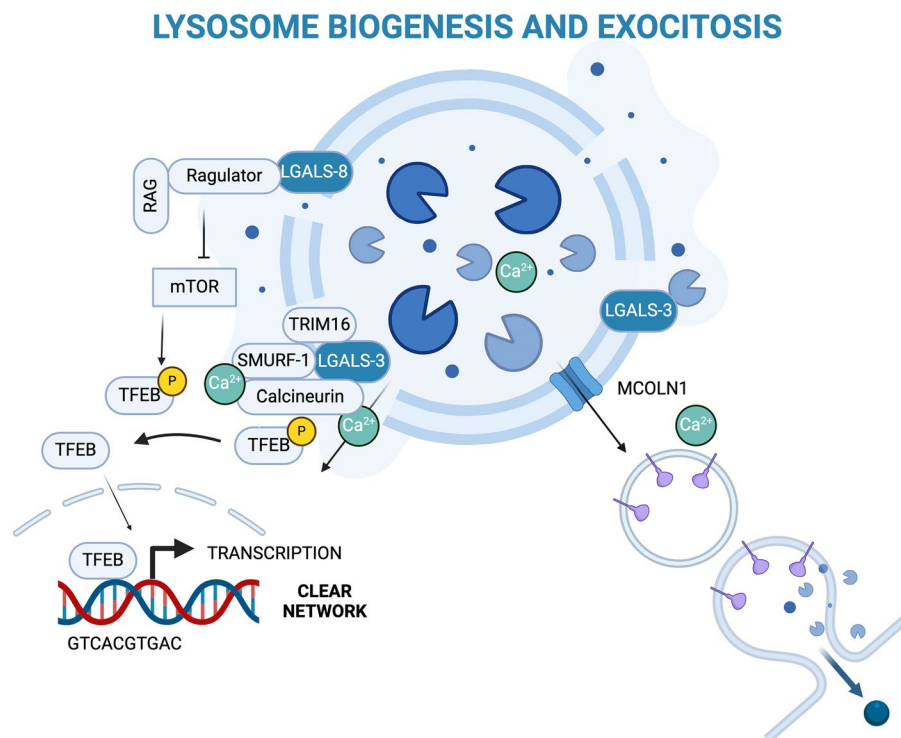 LYSOSOME BIOGENESIS AND EXOCITOSIS
RAG
Ragulator
LGALS-8
mTOR
Ca2+
LGALS-3
TRIM16
SMURF-1
LGALS-3
Ca2+
Calcineurin
P
TFEB
MCOLN1
Ca2+
Ca2+
P
TFEB
TFEB
TFEB
TRANSCRIPTION
CLEAR
NETWORK
GTCACGTGAC